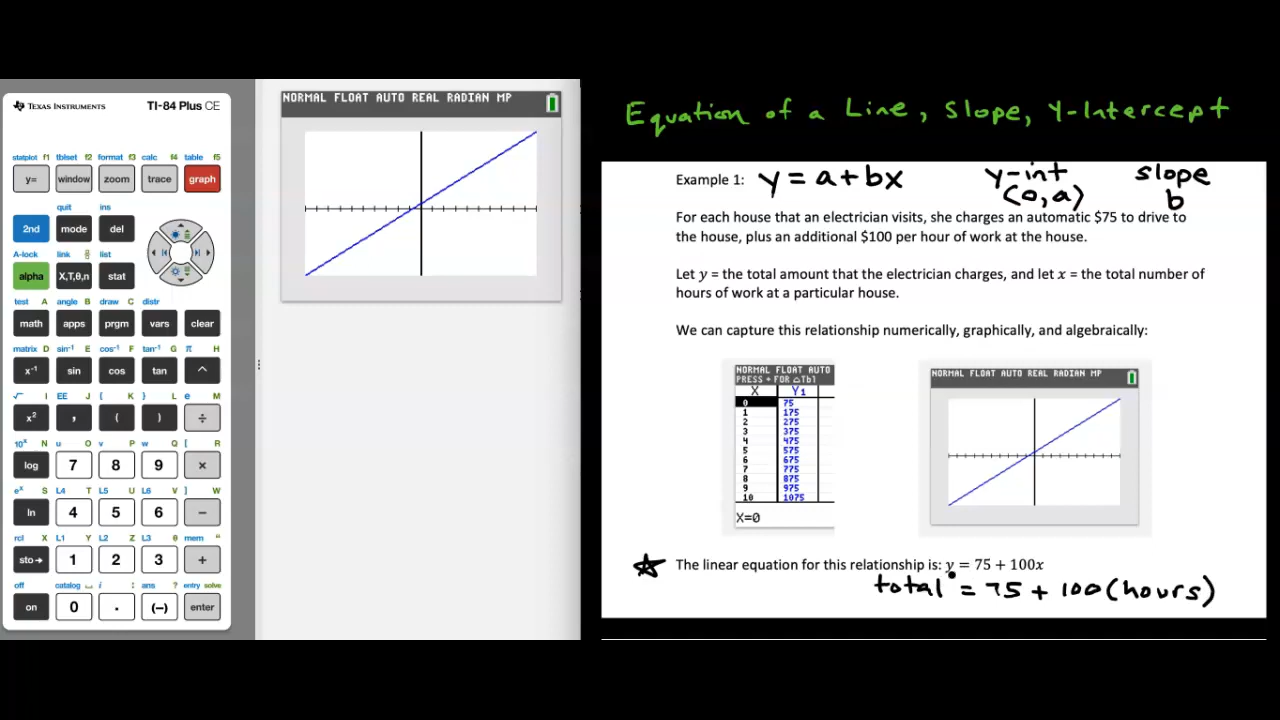 TEXAS INSTRUMENTS TI-84 Plus CE
statplot f1 tblset f2 format f3 calc f4 table f5
y= window zoom trace graph
quit ins
2nd mode del
A-lock link list
alpha X,T,θ,n stat
test A angle B draw C distr
math apps prgm vars clear
matrix D sin⁻¹ E cos⁻¹ F tan⁻¹ G π H
x⁻¹ sin cos tan ^
√ I EE J { K } L e M
x² , ( ) ÷
10ˣ N u O v P w Q [ R
log 7 8 9 ×
eˣ S L4 T L5 U L6 V ] W
ln 4 5 6 −
rcl X L1 Y L2 Z L3 θ mem "
sto→ 1 2 3 +
off catalog i : ans ? entry solve
on 0 . (−) enter
NORMAL FLOAT AUTO REAL RADIAN MP
Equation of a Line, Slope, Y-Intercept
Example 1: y = a + bx y-int slope
(0,a) b
For each house that an electrician visits, she charges an automatic $75 to drive to
the house, plus an additional $100 per hour of work at the house.
Let y = the total amount that the electrician charges, and let x = the total number of
hours of work at a particular house.
We can capture this relationship numerically, graphically, and algebraically:
NORMAL FLOAT AUTO
PRESS + FOR △Tbl
X Y1
0 75
1 175
2 275
3 375
4 475
5 575
6 675
7 775
8 875
9 975
10 1075
X=0
NORMAL FLOAT AUTO REAL RADIAN MP
The linear equation for this relationship is: y = 75 + 100x
total = 75 + 100(hours)